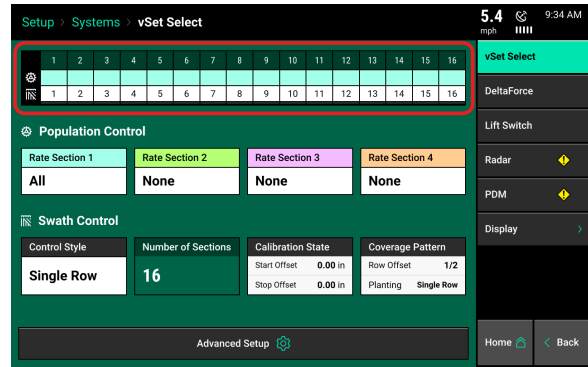 Setup > Systems > vSet Select
5.4 mph
9:34 AM
1 2 3 4 5 6 7 8 9 10 11 12 13 14 15 16
1 2 3 4 5 6 7 8 9 10 11 12 13 14 15 16
Population Control
Rate Section 1 Rate Section 2 Rate Section 3 Rate Section 4
All None None None
Swath Control
Control Style Number of Sections Calibration State Coverage Pattern
Single Row 16
Start Offset 0.00 in Row Offset 1/2
Stop Offset 0.00 in Planting Single Row
Advanced Setup
vSet Select
DeltaForce
Lift Switch
Radar
PDM
Display >
Home < Back